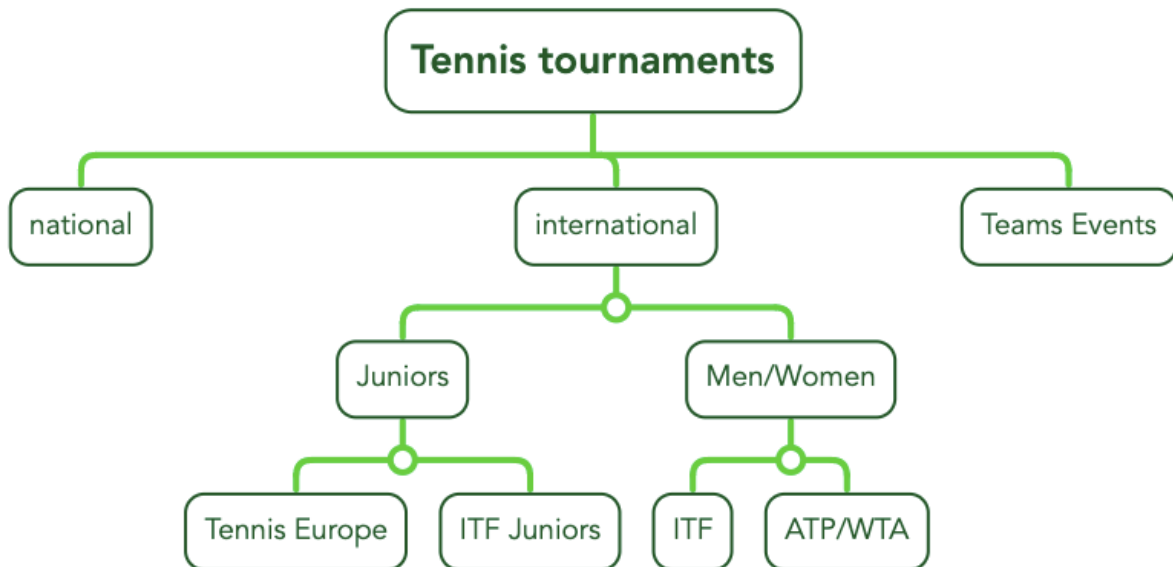 Tennis tournaments
national
international
Teams Events
Juniors
Men/Women
Tennis Europe
ITF Juniors
ITF
ATP/WTA